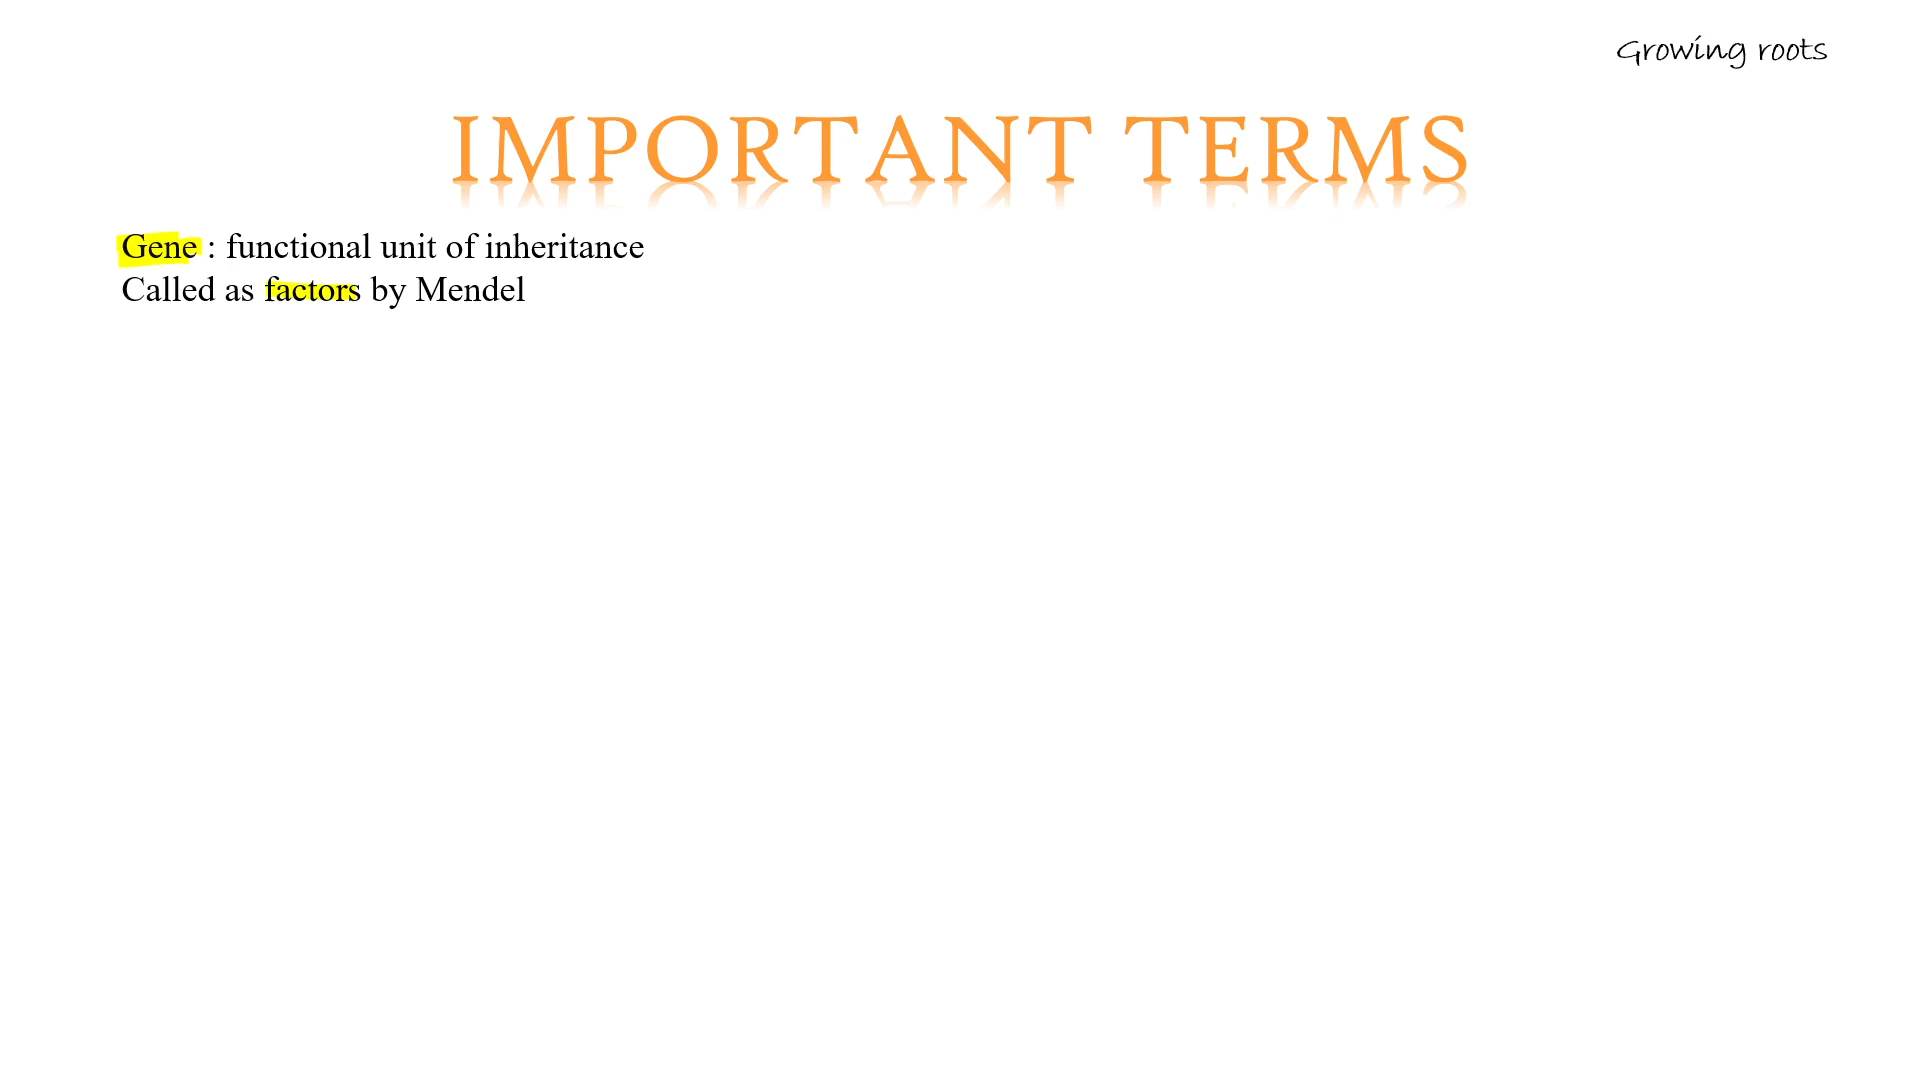 Growing roots
IMPORTANT TERMS
Gene : functional unit of inheritance
Called as factors by Mendel